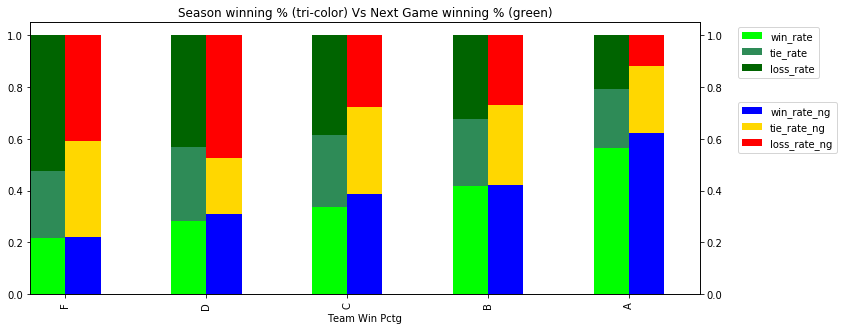 Season winning % (tri-color) Vs Next Game winning % (green)
1.0
0.8
0.6
0.4
0.2
0.0
1.0
0.8
0.6
0.4
0.2
0.0
win_rate
tie_rate
loss_rate
win_rate_ng
tie_rate_ng
loss_rate_ng
F
D
C
B
A
Team Win Pctg